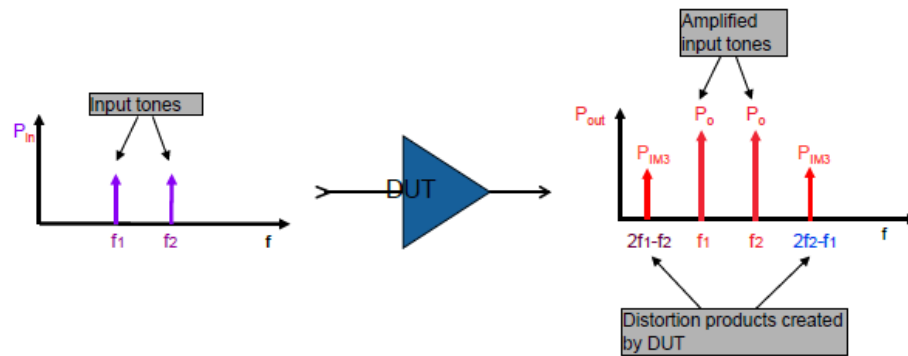 Amplified
input tones
Input tones
Pin
Pout
Po Po
PIM3 PIM3
DUT
f1 f2 f
2f1-f2 f1 f2 2f2-f1 f
Distortion products created
by DUT